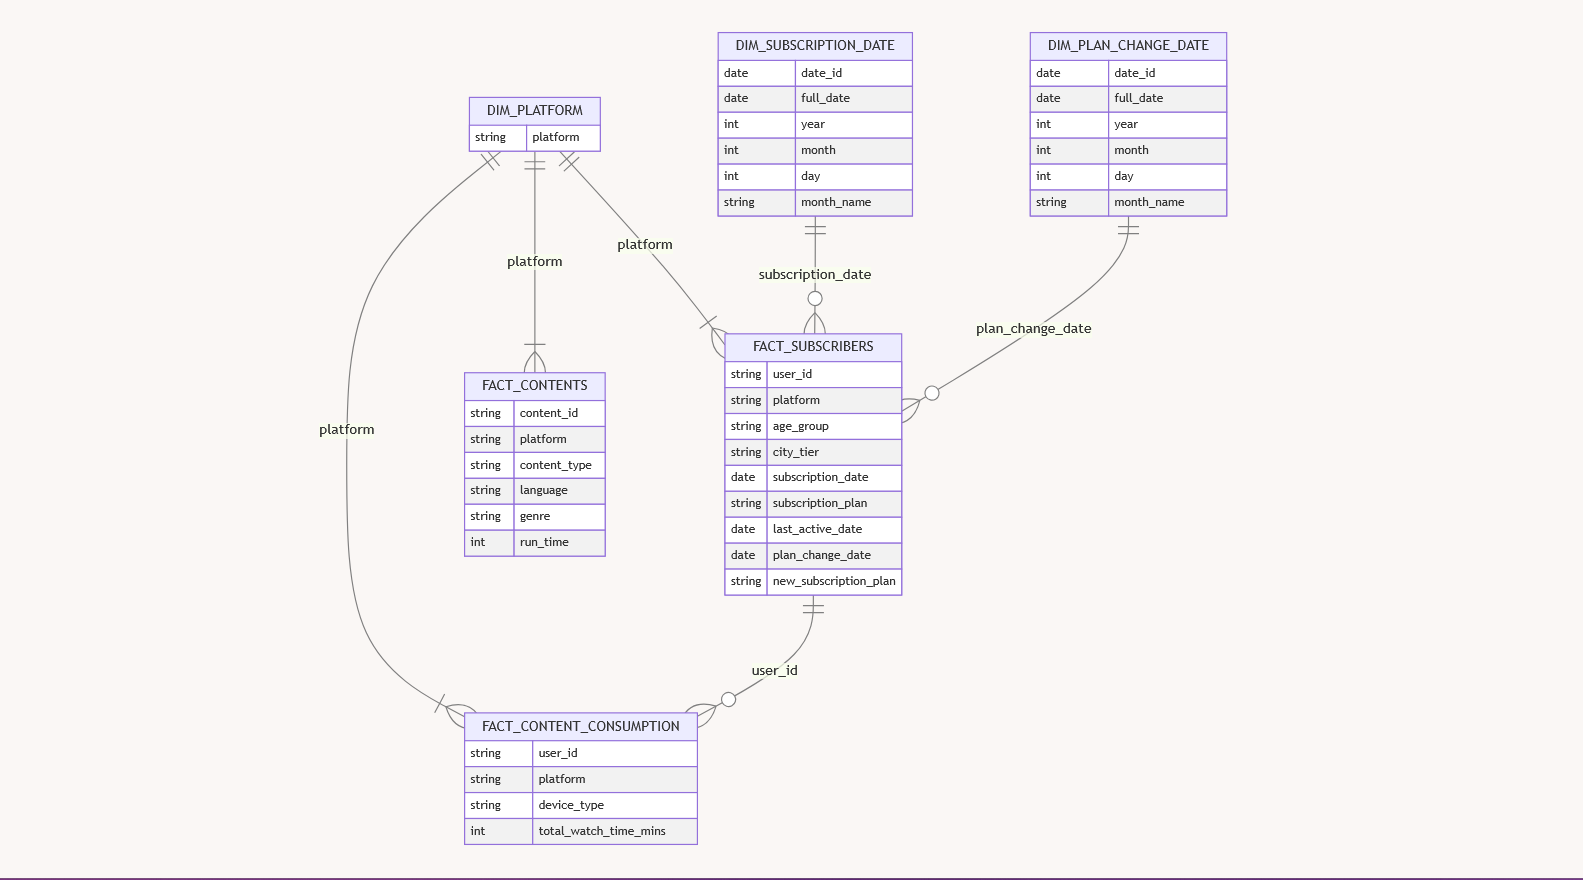 DIM_SUBSCRIPTION_DATE
date date_id
date full_date
int year
int month
int day
string month_name
DIM_PLAN_CHANGE_DATE
date date_id
date full_date
int year
int month
int day
string month_name
DIM_PLATFORM
string platform
platform
platform
platform
subscription_date
plan_change_date
FACT_CONTENTS
string content_id
string platform
string content_type
string language
string genre
int run_time
FACT_SUBSCRIBERS
string user_id
string platform
string age_group
string city_tier
date subscription_date
string subscription_plan
date last_active_date
date plan_change_date
string new_subscription_plan
user_id
FACT_CONTENT_CONSUMPTION
string user_id
string platform
string device_type
int total_watch_time_mins